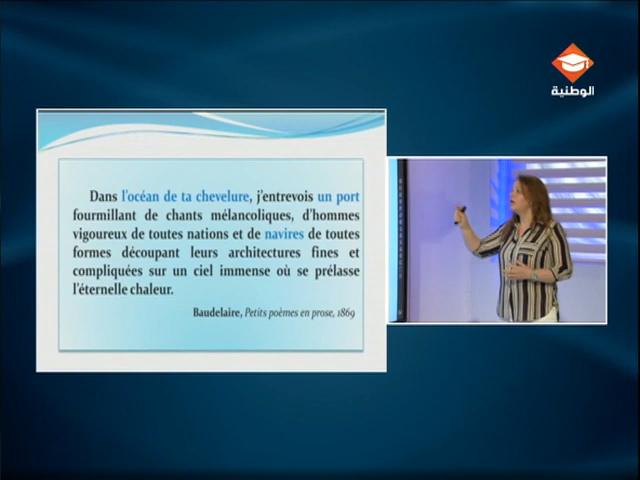 الوطنية
Dans l'océan de ta chevelure, j'entrevois un port
fourmillant de chants mélancoliques, d'hommes
vigoureux de toutes nations et de navires de toutes
formes découpant leurs architectures fines et
compliquées sur un ciel immense où se prélasse
l'éternelle chaleur.
Baudelaire, Petits poèmes en prose, 1869